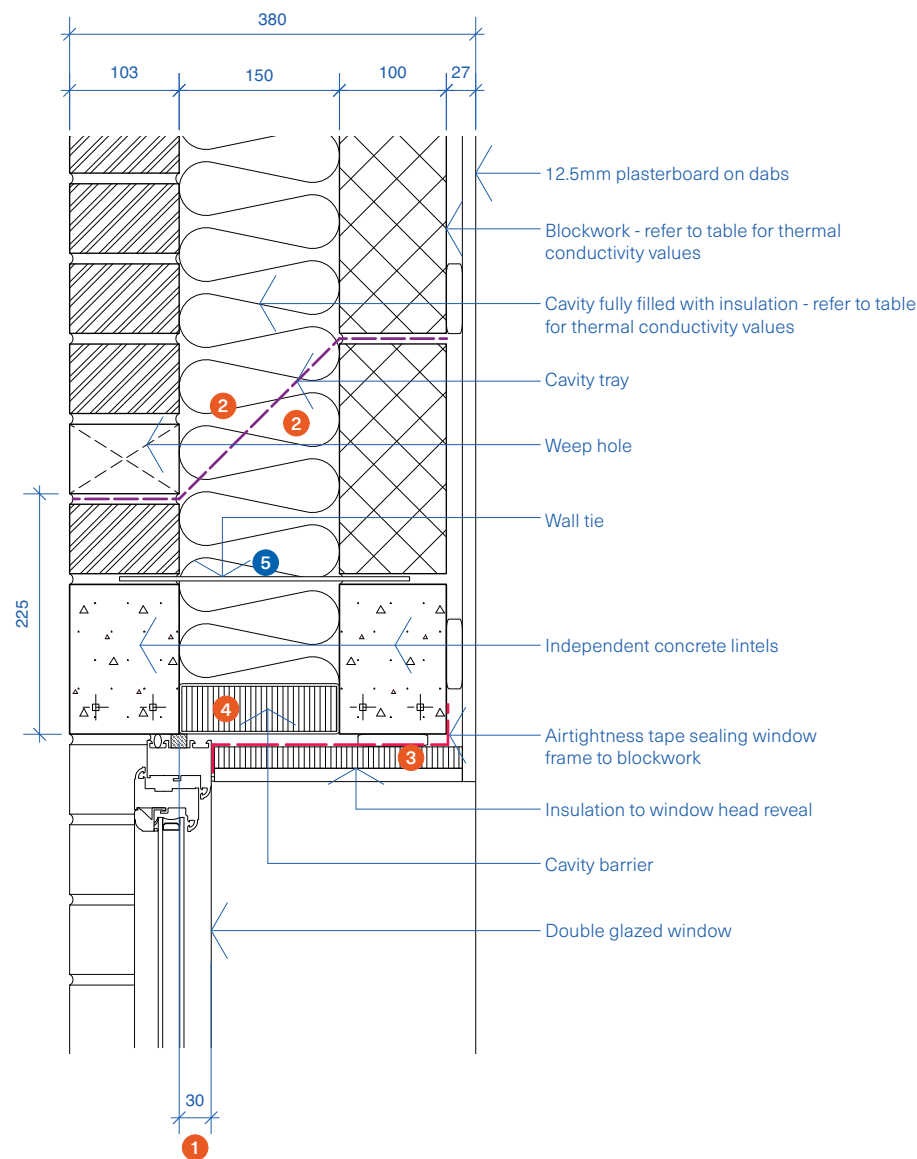 380
103 150 100 27
12.5mm plasterboard on dabs
Blockwork - refer to table for thermal
conductivity values
Cavity fully filled with insulation - refer to table
for thermal conductivity values
Cavity tray
2
2
Weep hole
Wall tie
5
225
Independent concrete lintels
4
Airtightness tape sealing window
frame to blockwork
3
Insulation to window head reveal
Cavity barrier
Double glazed window
30
1